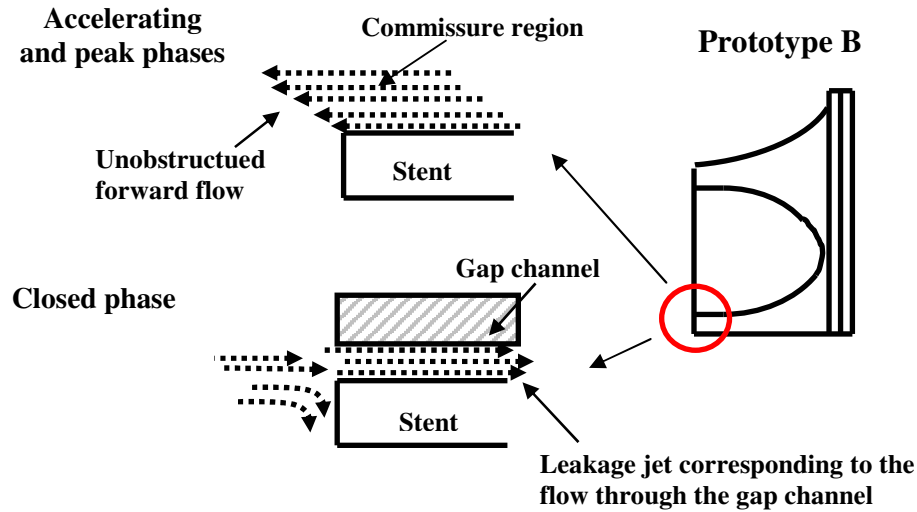 Accelerating
and peak phases
Commissure region
Prototype B
Unobstructued
forward flow
Stent
Gap channel
Closed phase
Stent
Leakage jet corresponding to the
flow through the gap channel